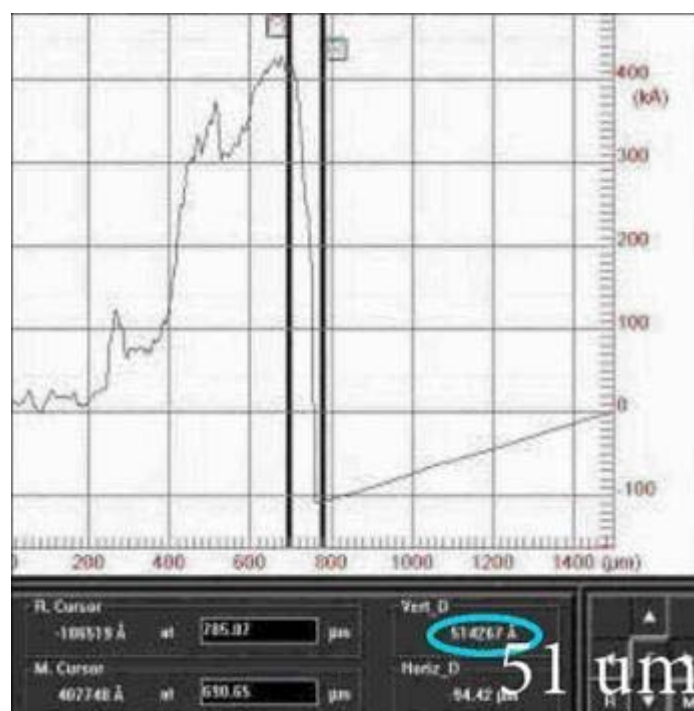 400
(kA)
300
200
100
0
100
200 400 600 800 1000 1200 1400 (µm)
R. Cursor
-106519 Å at 785.07 µm
Vert_D
514267 Å
M. Cursor
407748 Å at 690.65 µm
Horiz_D
94.42 µm
51 um
R M